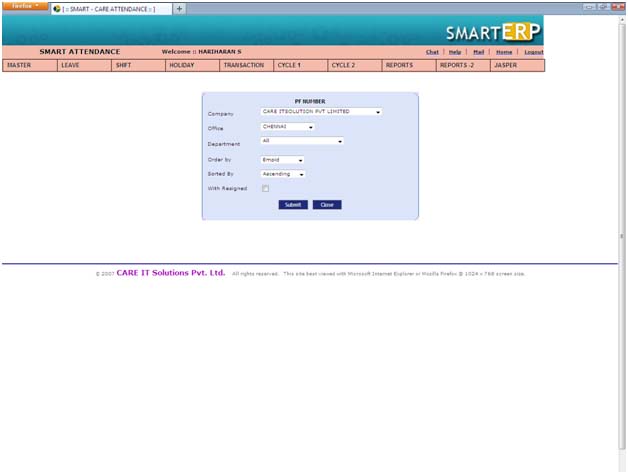 Firefox
[ :: SMART - CARE ATTENDANCE :: ]
SMARTERP
SMART ATTENDANCE Welcome :: HARIHARAN S Chat | Help | Mail | Home | Logout
MASTER LEAVE SHIFT HOLIDAY TRANSACTION CYCLE 1 CYCLE 2 REPORTS REPORTS -2 JASPER
PF NUMBER
Company CARE ITSOLUTION PVT LIMITED
Office CHENNAI
Department All
Order by Empid
Sorted By Ascending
With Resigned
Submit Close
© 2007 CARE IT Solutions Pvt. Ltd. All rights reserved. This site best viewed with Microsoft Internet Explorer or Mozilla Firefox @ 1024 x 768 screen size.